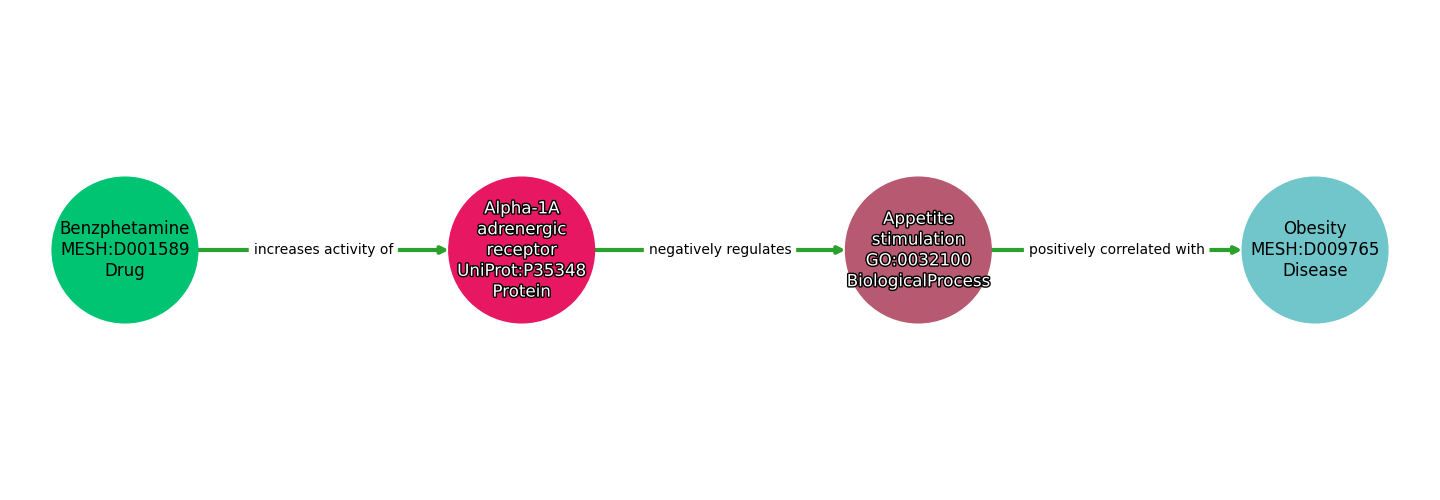 Benzphetamine
MESH:D001589
Drug
increases activity of
Alpha-1A
adrenergic
receptor
UniProt:P35348
Protein
negatively regulates
Appetite
stimulation
GO:0032100
BiologicalProcess
positively correlated with
Obesity
MESH:D009765
Disease